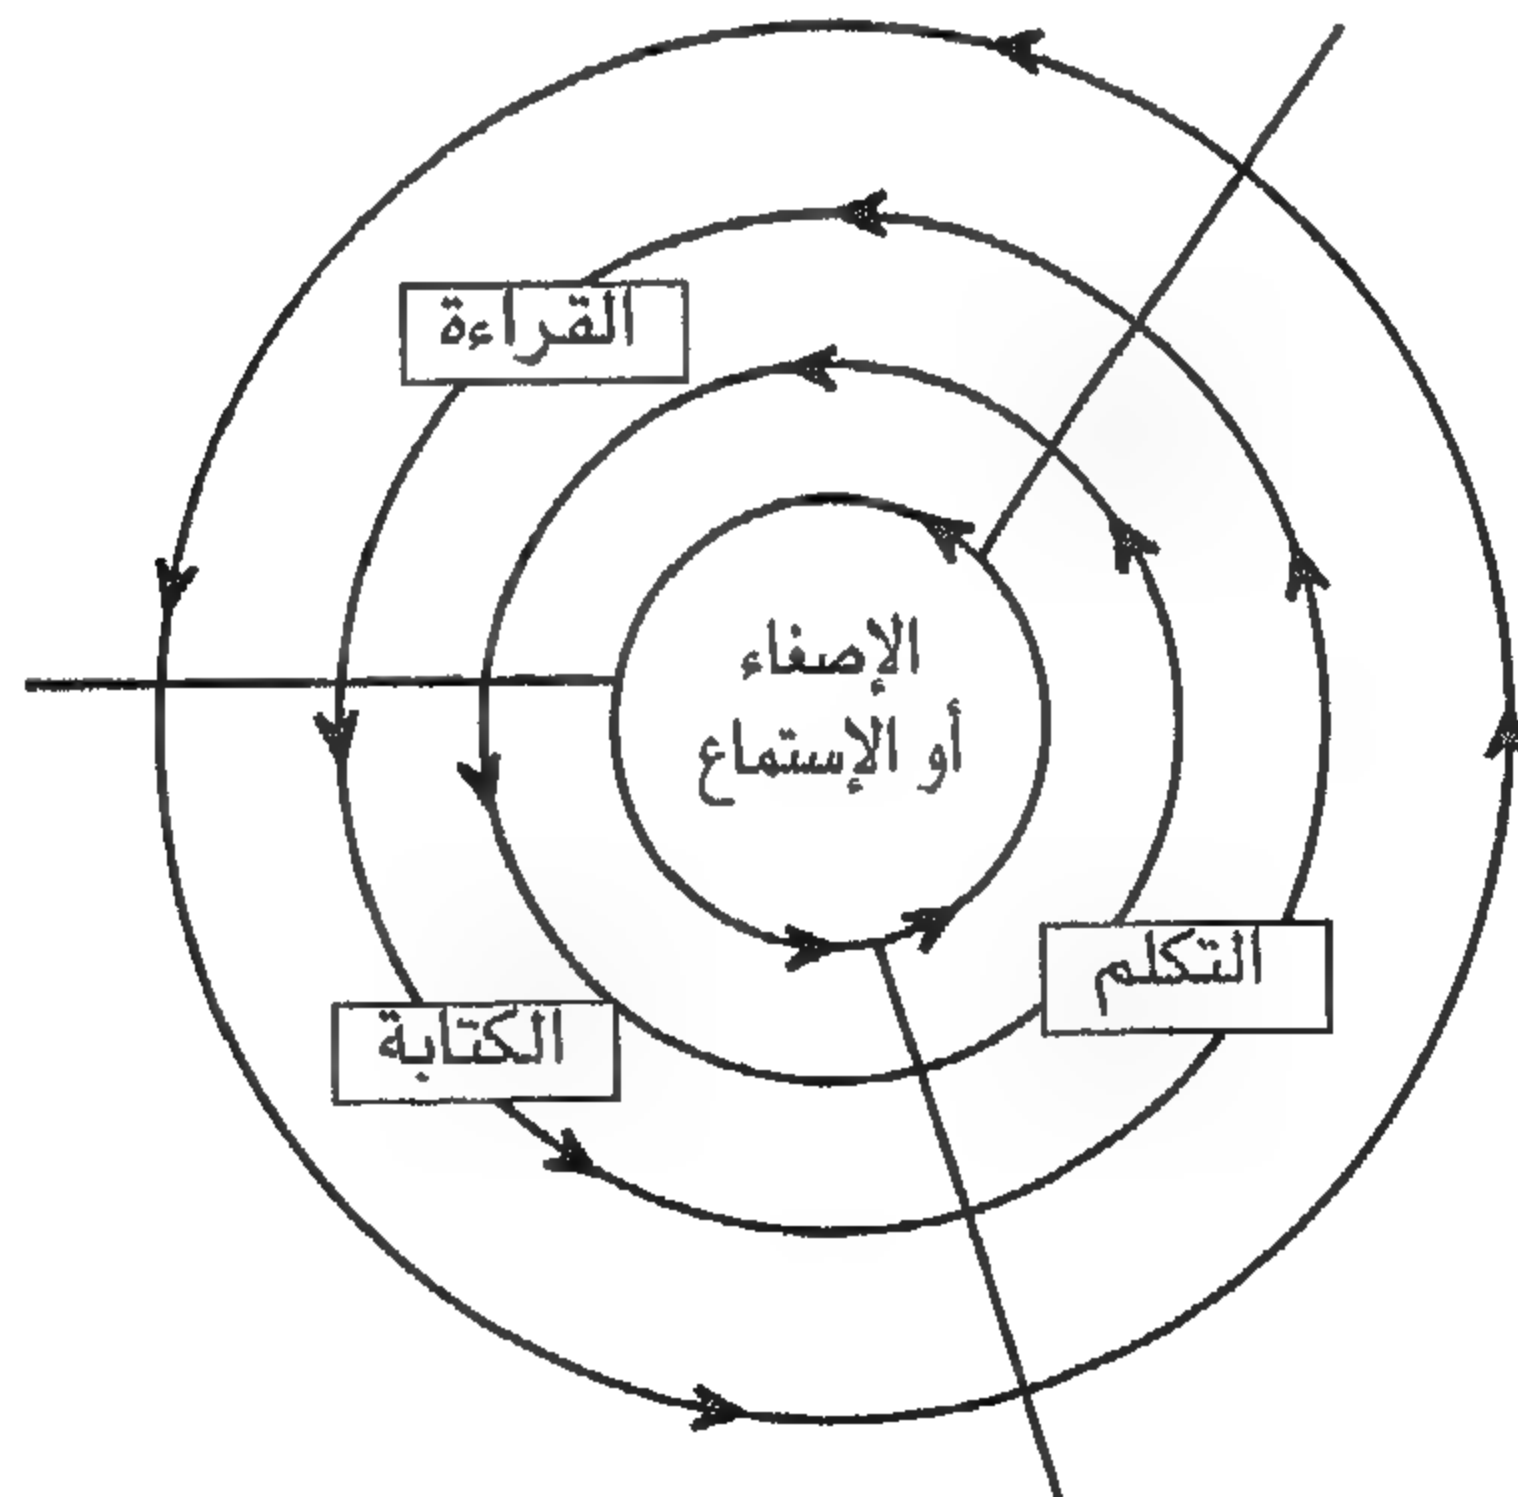 القراءة
الإصغاء
أو الإستماع
التكلم
الكتابة